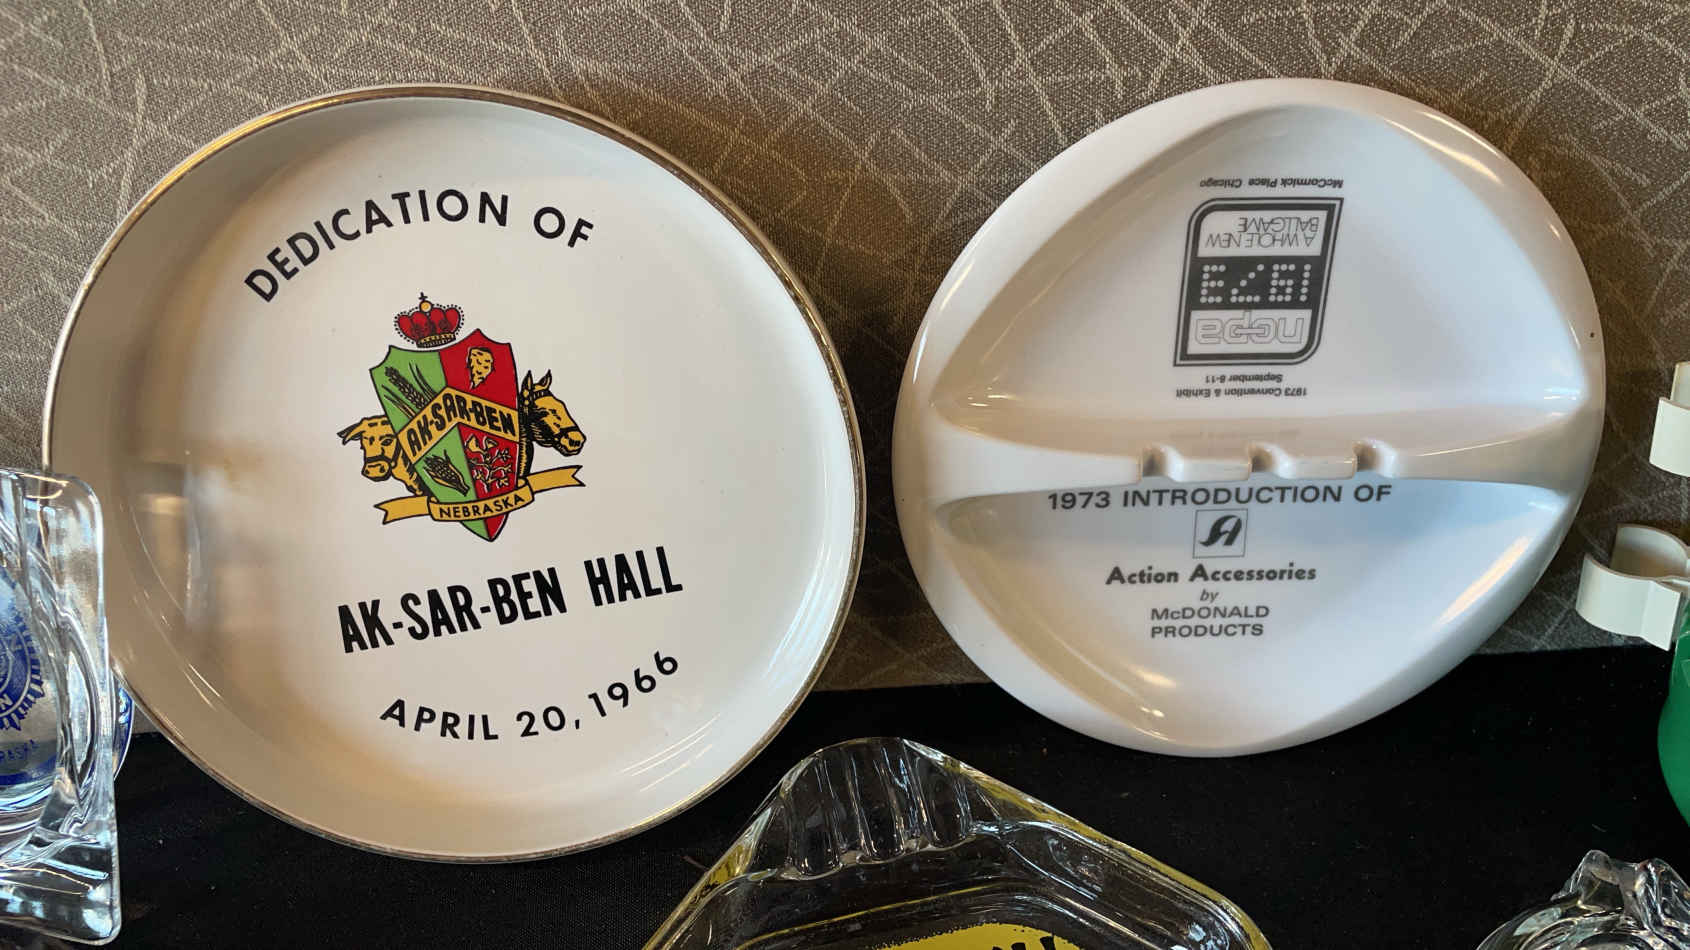 DEDICATION OF
AK-SAR-BEN
NEBRASKA
AK-SAR-BEN HALL
APRIL 20, 1966
1973 Convention & Exhibit
September 8-11
ncpa
1973
A WHOLE NEW
BALLGAME
McCormick Place Chicago
1973 INTRODUCTION OF
A
Action Accessories
by
McDONALD
PRODUCTS